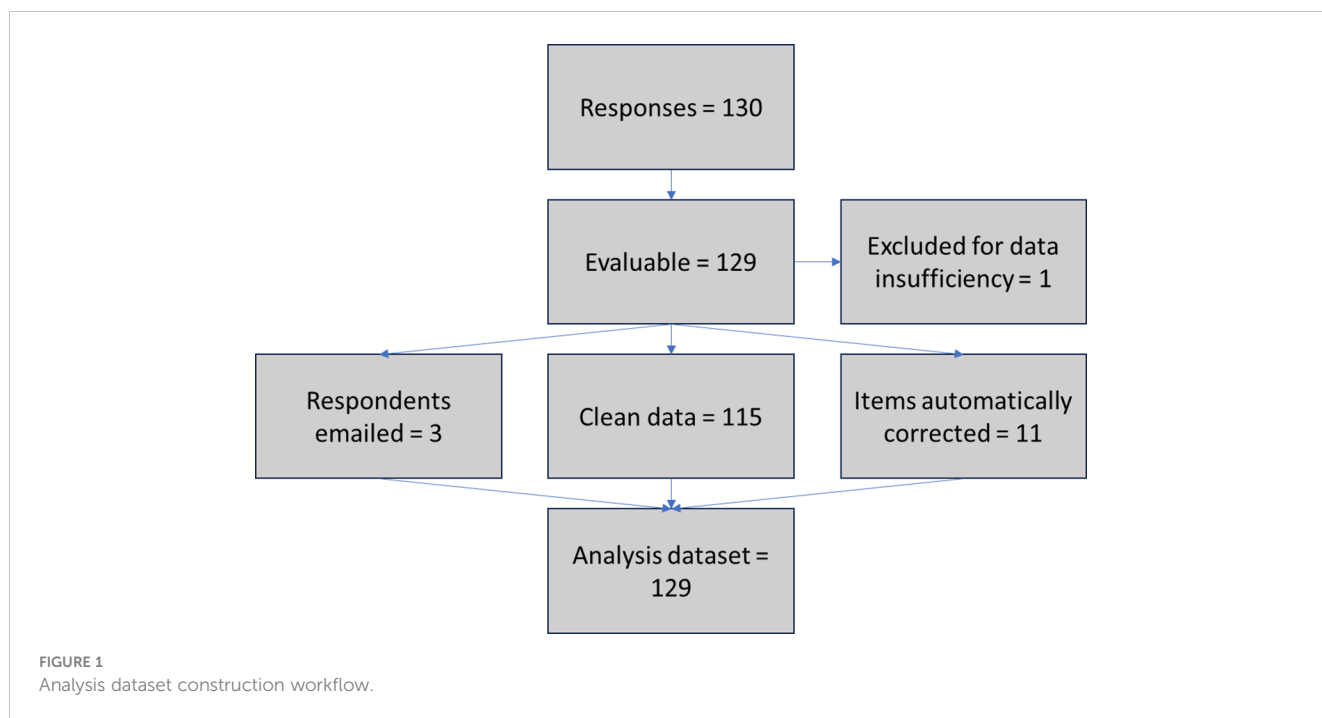 Responses = 130
Evaluable = 129
Excluded for data
insufficiency = 1
Respondents
emailed = 3
Clean data = 115
Items automatically
corrected = 11
Analysis dataset =
129
FIGURE 1
Analysis dataset construction workflow.